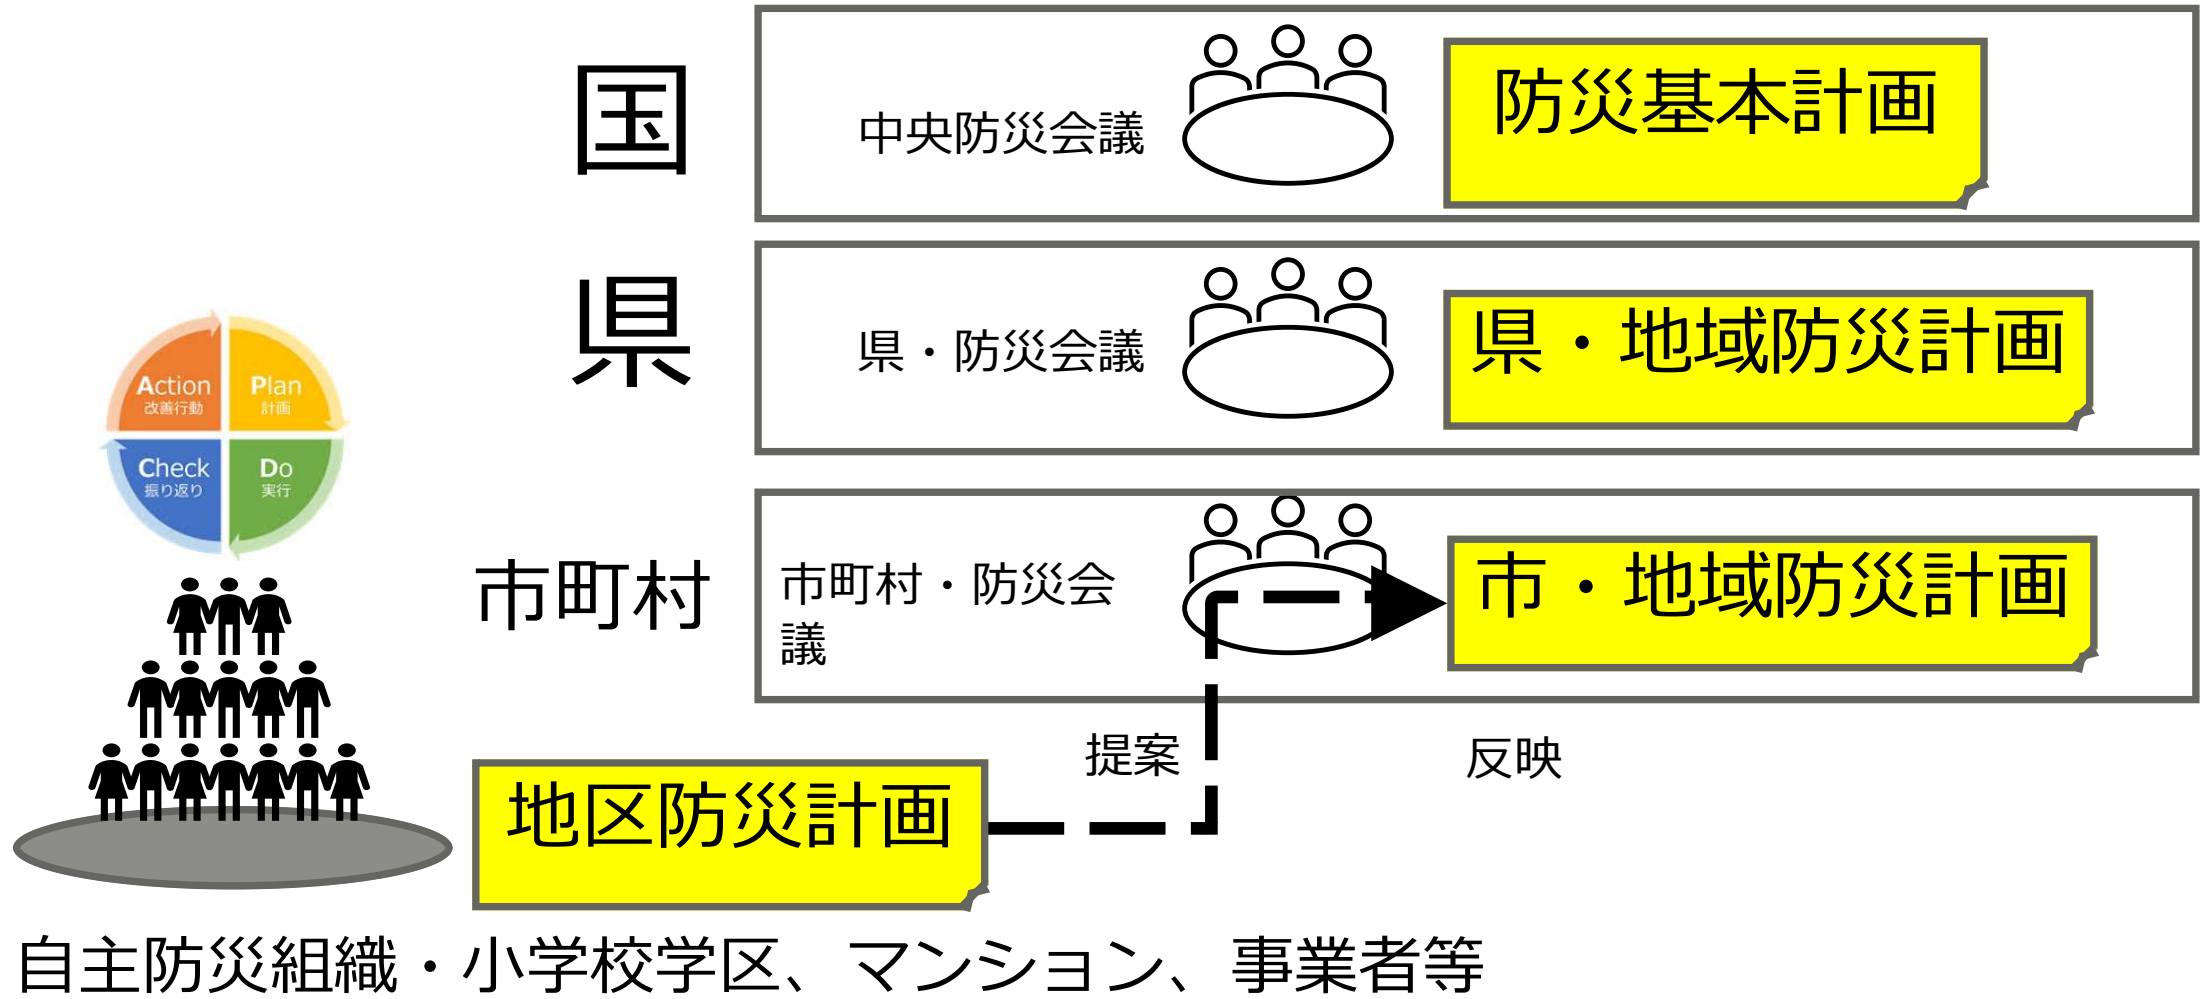 国
中央防災会議
防災基本計画
県
県・防災会議
県・地域防災計画
Action
改善行動
Plan
計画
Check
振り返り
Do
実行
市町村
市町村・防災会
議
市・地域防災計画
提案
反映
地区防災計画
自主防災組織・小学校学区、マンション、事業者等